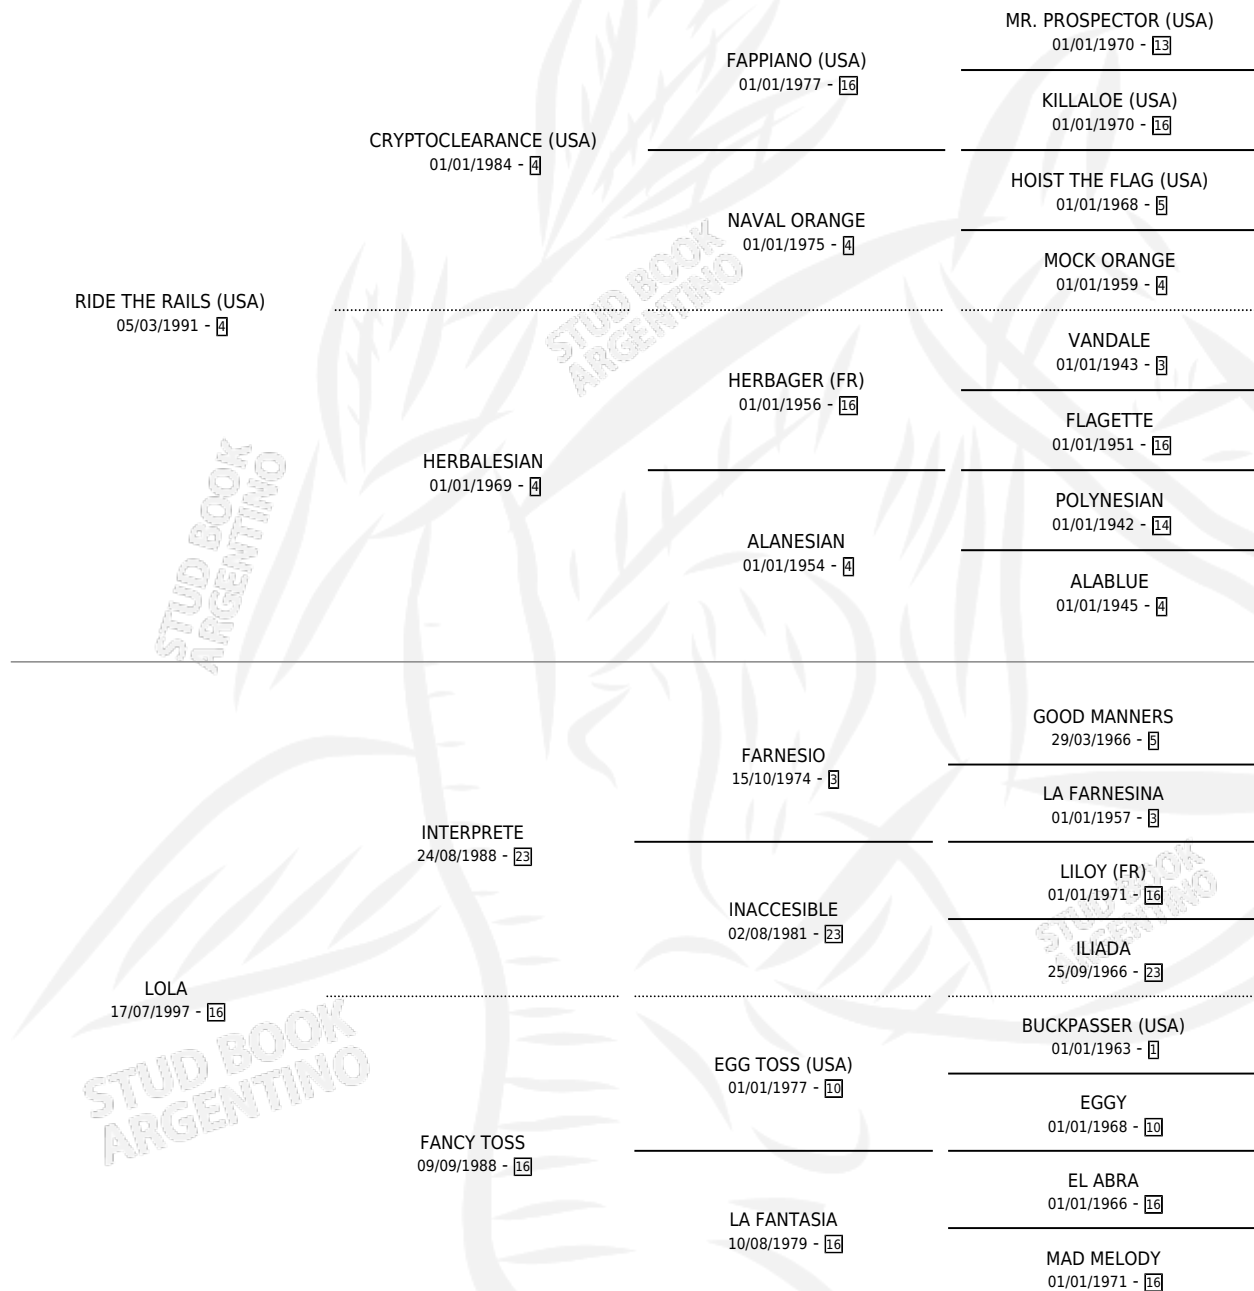 MR. PROSPECTOR (USA)
01/01/1970 - 13
FAPPIANO (USA)
01/01/1977 - 16
KILLALOE (USA)
01/01/1970 - 16
CRYPTOCLEARANCE (USA)
01/01/1984 - 4
HOIST THE FLAG (USA)
01/01/1968 - 5
NAVAL ORANGE
01/01/1975 - 4
MOCK ORANGE
01/01/1959 - 4
RIDE THE RAILS (USA)
05/03/1991 - 4
VANDALE
01/01/1943 - 3
HERBAGER (FR)
01/01/1956 - 16
FLAGETTE
01/01/1951 - 16
HERBALESIAN
01/01/1969 - 4
POLYNESIAN
01/01/1942 - 14
ALANESIAN
01/01/1954 - 4
ALABLUE
01/01/1945 - 4
GOOD MANNERS
29/03/1966 - 5
FARNESIO
15/10/1974 - 3
LA FARNESINA
01/01/1957 - 3
INTERPRETE
24/08/1988 - 23
LILOY (FR)
01/01/1971 - 16
INACCESIBLE
02/08/1981 - 23
ILIADA
25/09/1966 - 23
LOLA
17/07/1997 - 16
BUCKPASSER (USA)
01/01/1963 - 1
EGG TOSS (USA)
01/01/1977 - 10
EGGY
01/01/1968 - 10
FANCY TOSS
09/09/1988 - 16
EL ABRA
01/01/1966 - 16
LA FANTASIA
10/08/1979 - 16
MAD MELODY
01/01/1971 - 16
STUD BOOK
ARGENTINO
STUD BOOK
ARGENTINO
STUD BOOK
ARGENTINO
STUD BOOK
ARGENTINO